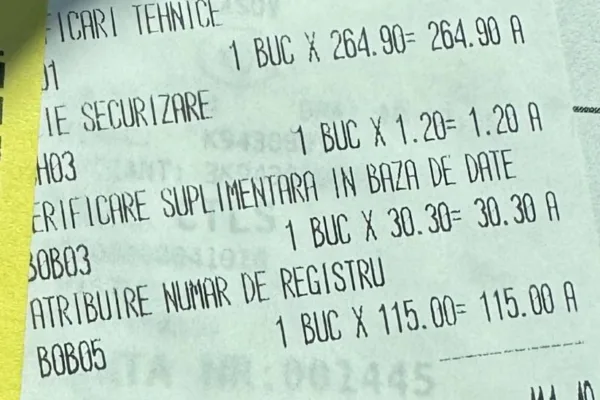 FICARI TEHNICE
1 BUC X 264.90= 264.90 A
01
IE SECURIZARE
1 BUC X 1.20= 1.20 A
H03
ERIFICARE SUPLIMENTARA IN BAZA DE DATE
1 BUC X 30.30= 30.30 A
BOB03
ATRIBUIRE NUMAR DE REGISTRU
1 BUC X 115.00= 115.00 A
BOB05